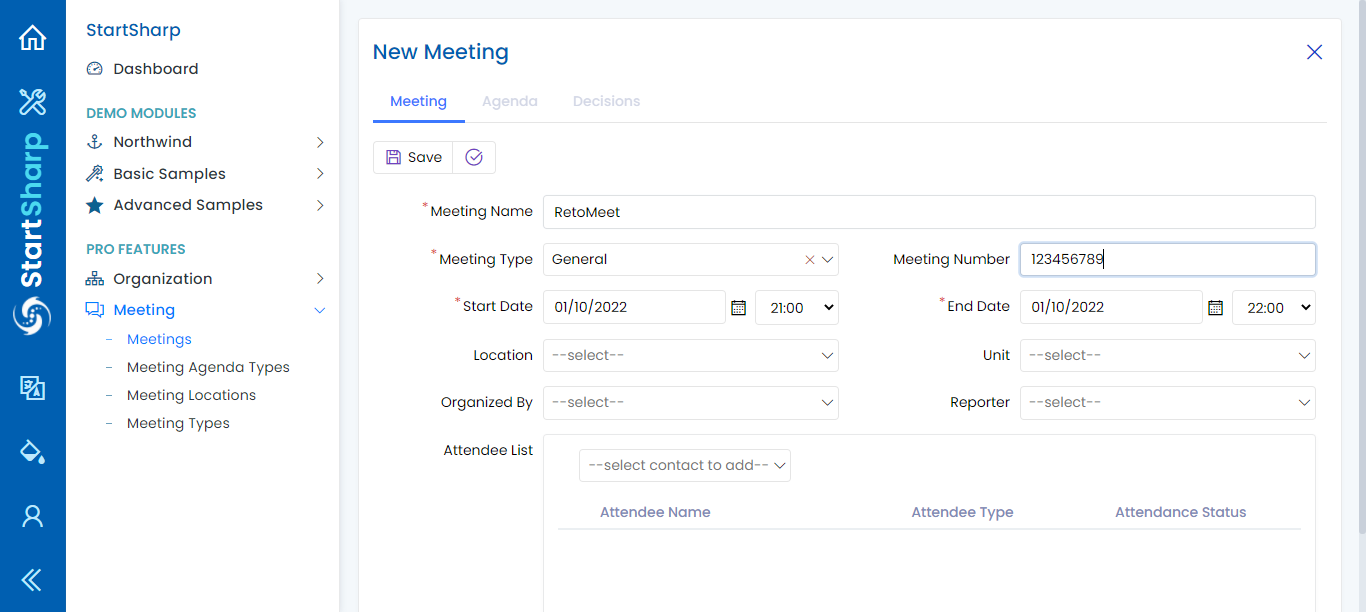 StartSharp
StartSharp
Dashboard
DEMO MODULES
Northwind
Basic Samples
Advanced Samples
PRO FEATURES
Organization
Meeting
– Meetings
– Meeting Agenda Types
– Meeting Locations
– Meeting Types
New Meeting
Meeting Agenda Decisions
Save
*Meeting Name RetoMeet
*Meeting Type General Meeting Number 123456789
*Start Date 01/10/2022 21:00 *End Date 01/10/2022 22:00
Location --select-- Unit --select--
Organized By --select-- Reporter --select--
Attendee List
--select contact to add--
Attendee Name Attendee Type Attendance Status